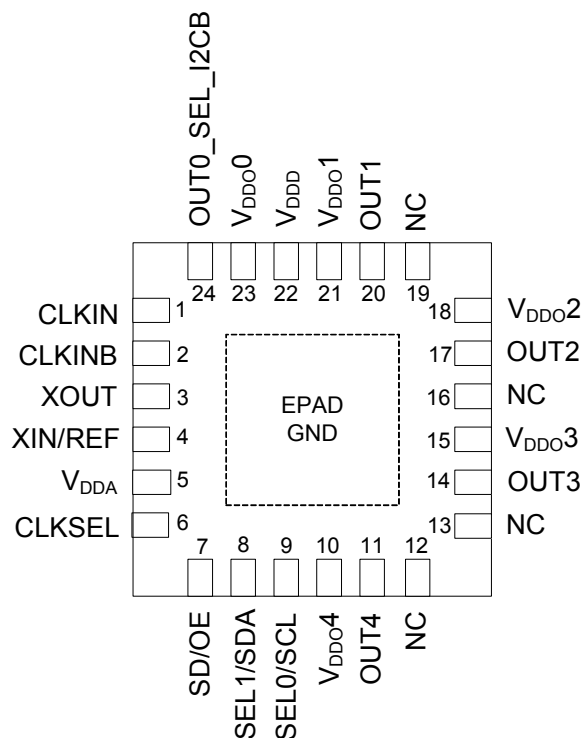 OUT0_SEL_I2CB
VDDO0
VDDD
VDDO1
OUT1
NC
24
23
22
21
20
19
CLKIN
1
CLKINB
2
XOUT
3
XIN/REF
4
VDDA
5
CLKSEL
6
EPAD
GND
18
VDDO2
17
OUT2
16
NC
15
VDDO3
14
OUT3
13
NC
7
8
9
10
11
12
SD/OE
SEL1/SDA
SEL0/SCL
VDDO4
OUT4
NC